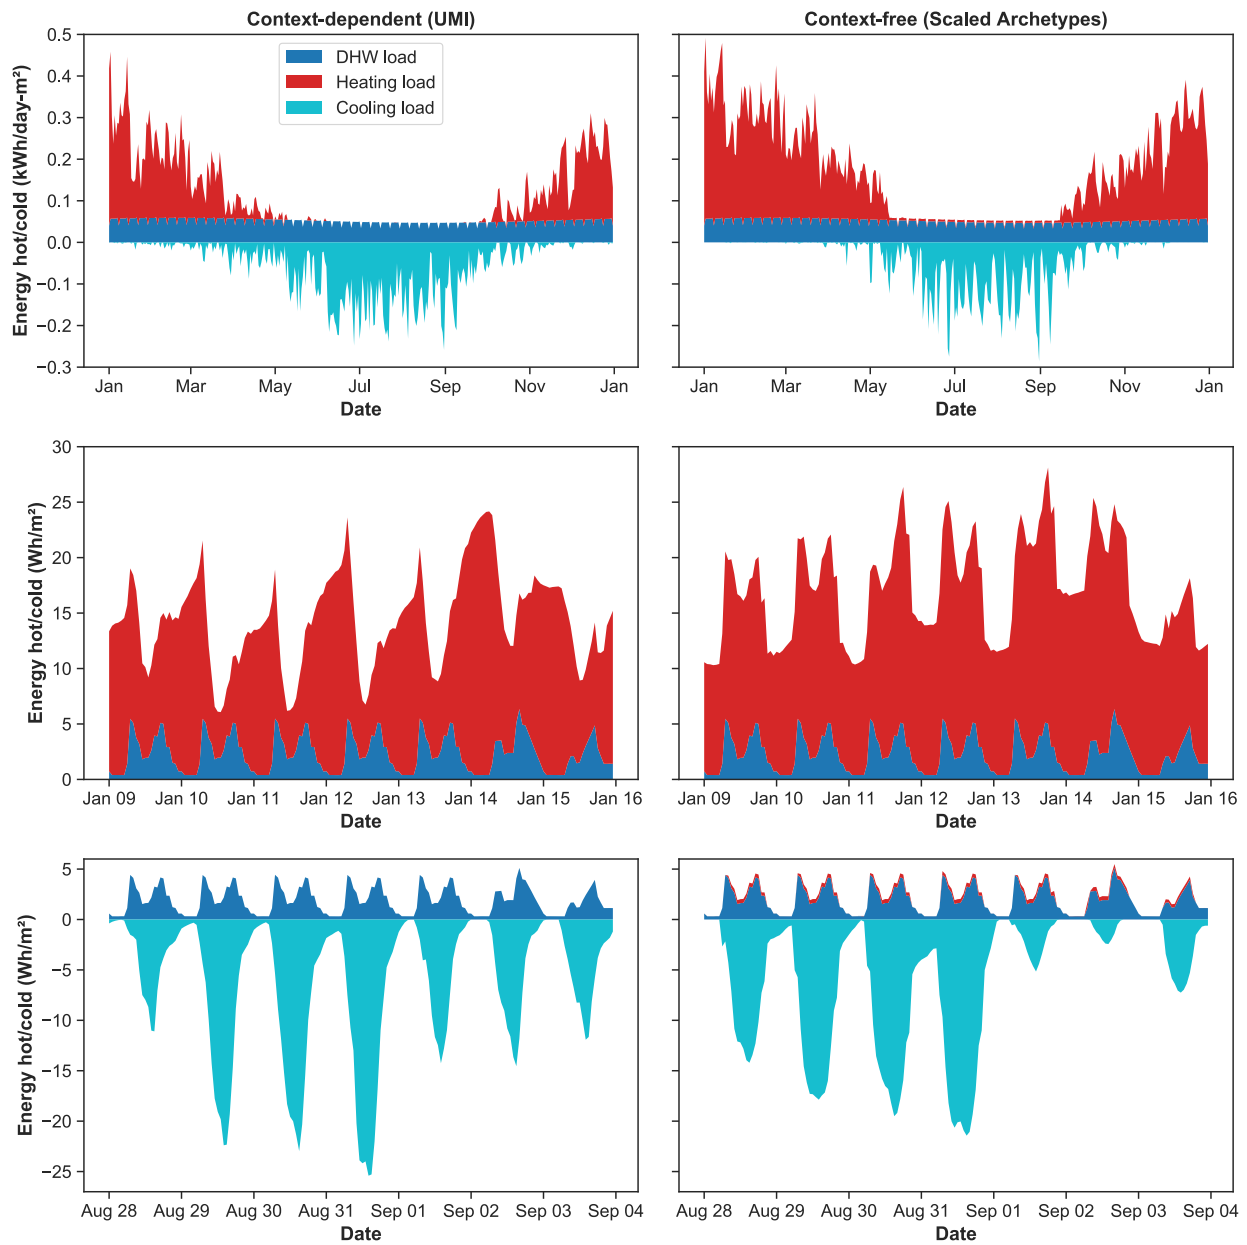 Context-dependent (UMI)
Context-free (Scaled Archetypes)
DHW load
Heating load
Cooling load
Energy hot/cold (kWh/day-m²)
0.5
0.4
0.3
0.2
0.1
0.0
−0.1
−0.2
−0.3
Jan Mar May Jul Sep Nov Jan
Date
Jan Mar May Jul Sep Nov Jan
Date
Energy hot/cold (Wh/m²)
30
25
20
15
10
5
0
Jan 09 Jan 10 Jan 11 Jan 12 Jan 13 Jan 14 Jan 15 Jan 16
Date
Jan 09 Jan 10 Jan 11 Jan 12 Jan 13 Jan 14 Jan 15 Jan 16
Date
Energy hot/cold (Wh/m²)
5
0
−5
−10
−15
−20
−25
Aug 28 Aug 29 Aug 30 Aug 31 Sep 01 Sep 02 Sep 03 Sep 04
Date
Aug 28 Aug 29 Aug 30 Aug 31 Sep 01 Sep 02 Sep 03 Sep 04
Date